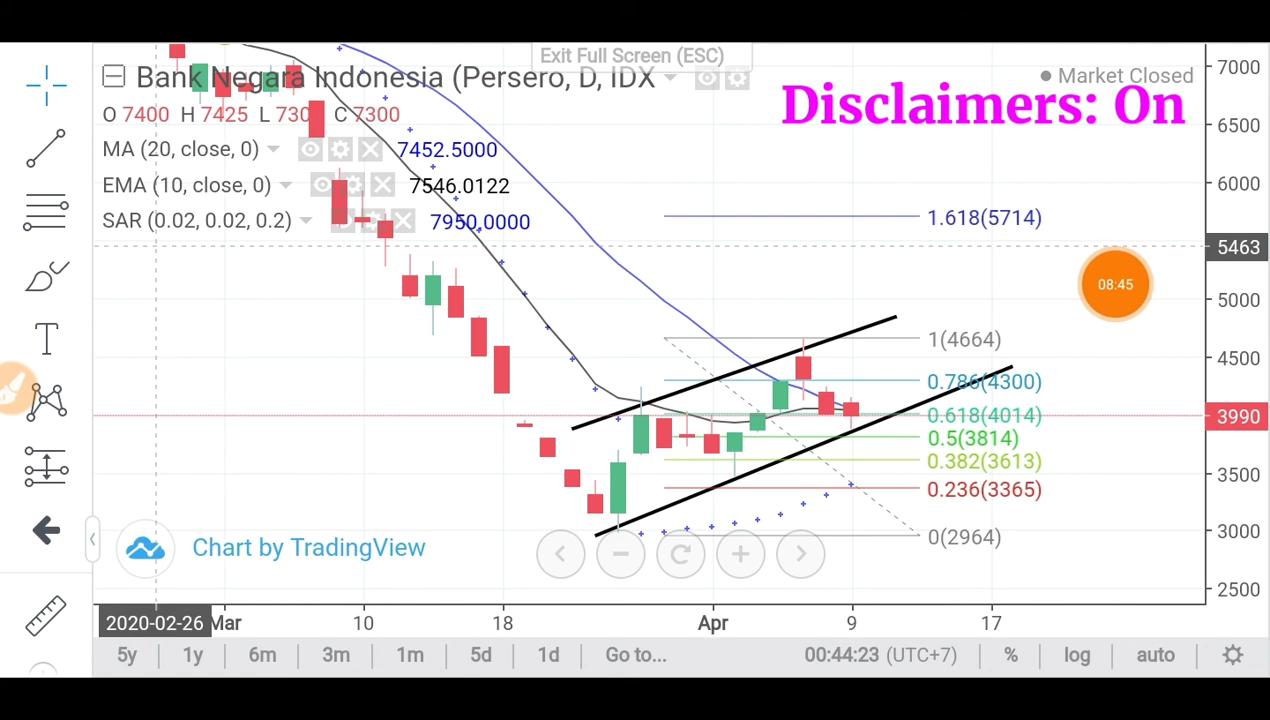 Exit Full Screen (ESC)
Bank Negara Indonesia (Persero, D, IDX
Market Closed
Disclaimers: On
O 7400 H 7425 L 7300 C 7300
MA (20, close, 0) 7452.5000
EMA (10, close, 0) 7546.0122
SAR (0.02, 0.02, 0.2) 7950.0000
7000
6500
6000
1.618(5714)
5463
08:45
5000
1(4664)
4500
0.786(4300)
0.618(4014)
3990
0.5(3814)
0.382(3613)
3500
0.236(3365)
3000
0(2964)
Chart by TradingView
2500
2020-02-26 Mar 10 18 Apr 9 17
5y 1y 6m 3m 1m 5d 1d Go to... 00:44:23 (UTC+7) % log auto